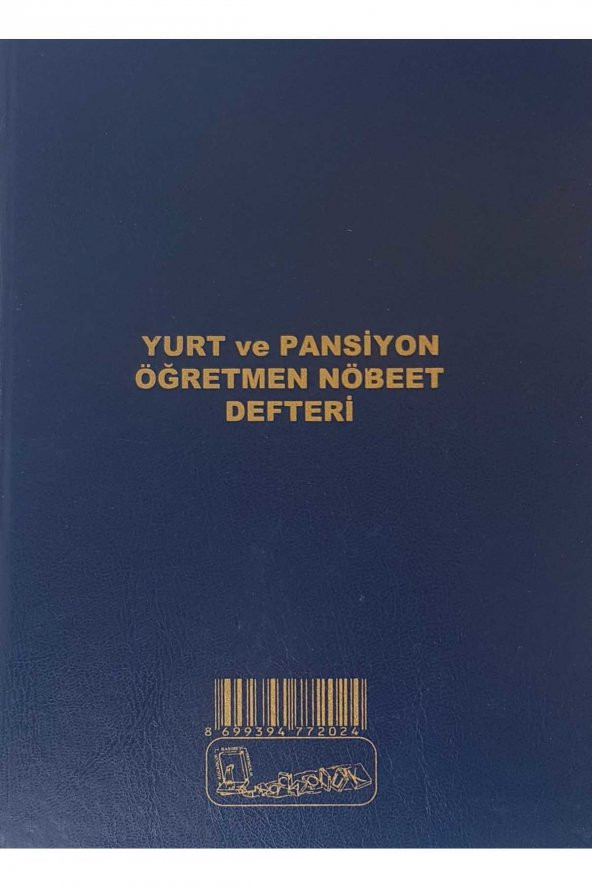 YURT ve PANSİYON
ÖĞRETMEN NÖBEET
DEFTERİ
8 699394 772024